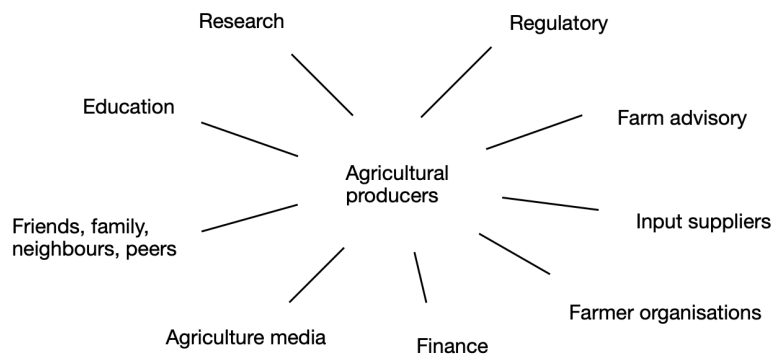 Research
Regulatory
Education
Farm advisory
Agricultural
producers
Friends, family,
neighbours, peers
Input suppliers
Farmer organisations
Agriculture media
Finance